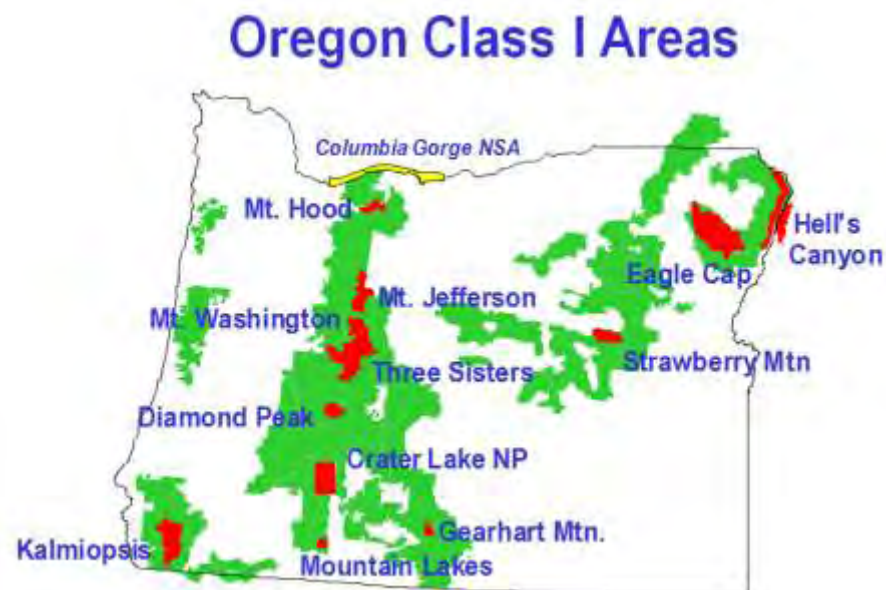 Oregon Class I Areas
Columbia Gorge NSA
Mt. Hood
Hell's
Canyon
Eagle Cap
Mt. Jefferson
Mt. Washington
Strawberry Mtn
Three Sisters
Diamond Peak
Crater Lake NP
Gearhart Mtn.
Kalmiopsis
Mountain Lakes